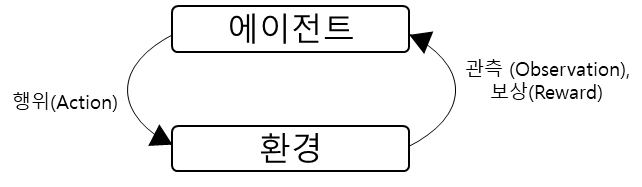 에이전트
행위(Action)
관측 (Observation),
보상(Reward)
환경